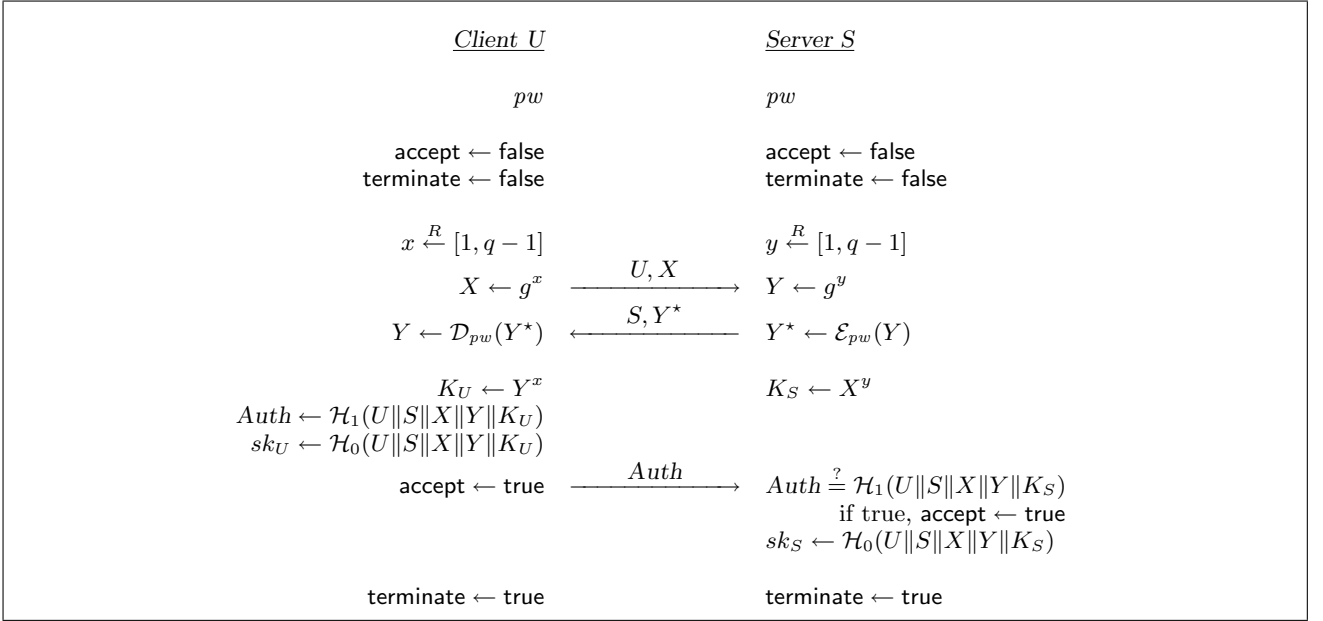 Client U Server S
pw pw
accept ← false accept ← false
terminate ← false terminate ← false
x ←R [1, q − 1] y ←R [1, q − 1]
U, X
X ← g^x ⟶ Y ← g^y
S, Y⋆
Y ← 𝒟_pw(Y⋆) ⟵ Y⋆ ← ℰ_pw(Y)
K_U ← Y^x K_S ← X^y
Auth ← ℋ_1(U‖S‖X‖Y‖K_U)
sk_U ← ℋ_0(U‖S‖X‖Y‖K_U)
Auth
accept ← true ⟶ Auth ≟ ℋ_1(U‖S‖X‖Y‖K_S)
if true, accept ← true
sk_S ← ℋ_0(U‖S‖X‖Y‖K_S)
terminate ← true terminate ← true